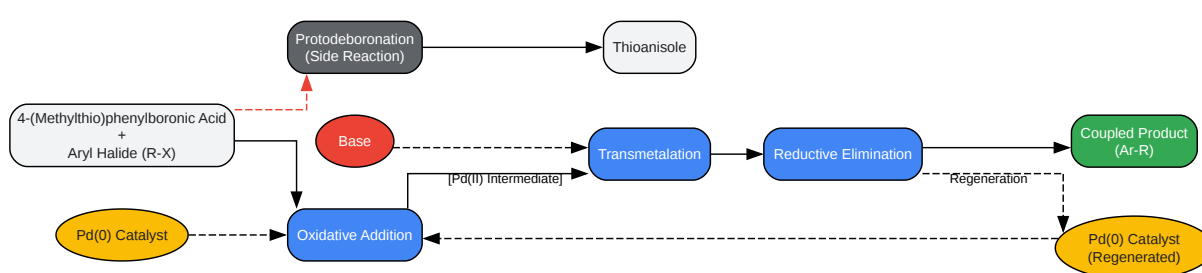 Protodeboronation
(Side Reaction)
Thioanisole
4-(Methylthio)phenylboronic Acid
+
Aryl Halide (R-X)
Base
Transmetalation
Reductive Elimination
Coupled Product
(Ar-R)
[Pd(II) Intermediate]
Regeneration
Pd(0) Catalyst
Oxidative Addition
Pd(0) Catalyst
(Regenerated)